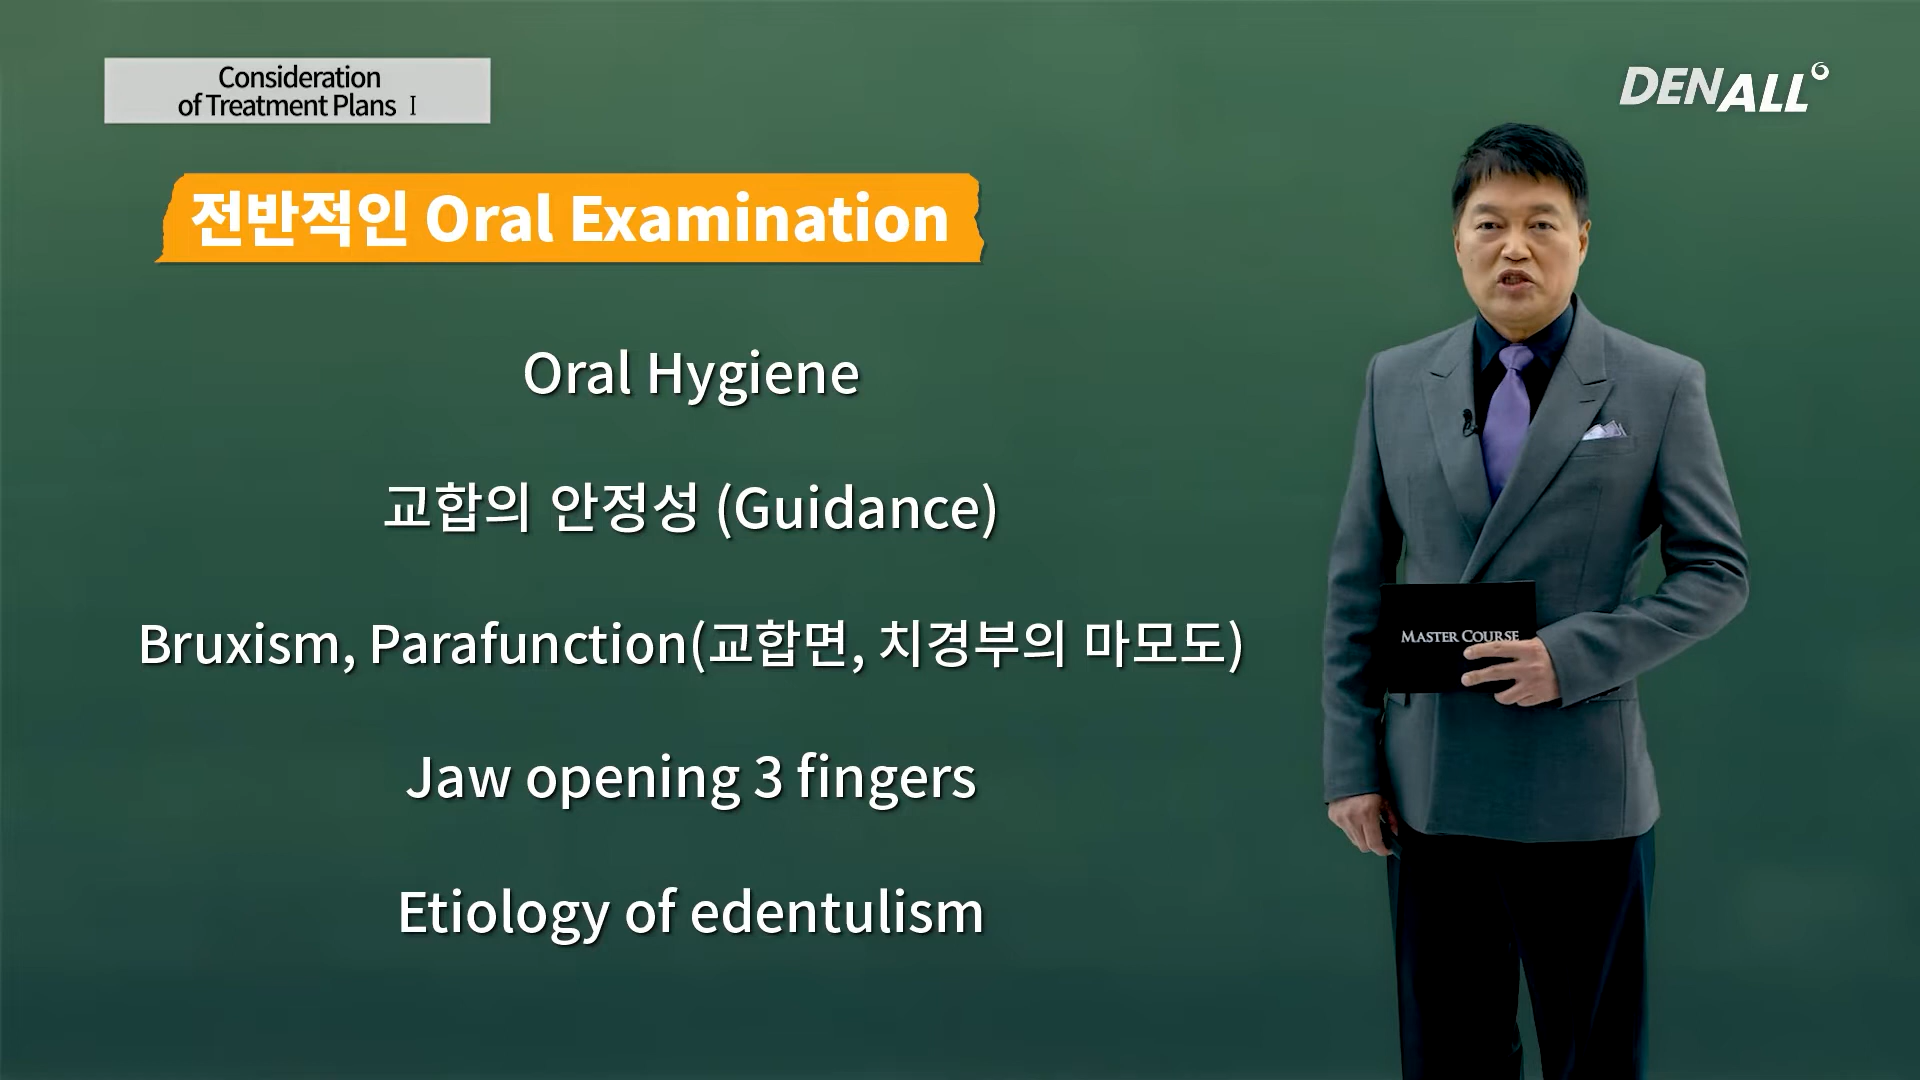 Consideration
of Treatment Plans Ⅰ
DENALL
전반적인 Oral Examination
Oral Hygiene
교합의 안정성 (Guidance)
Bruxism, Parafunction(교합면, 치경부의 마모도)
Jaw opening 3 fingers
Etiology of edentulism
MASTER COURSE